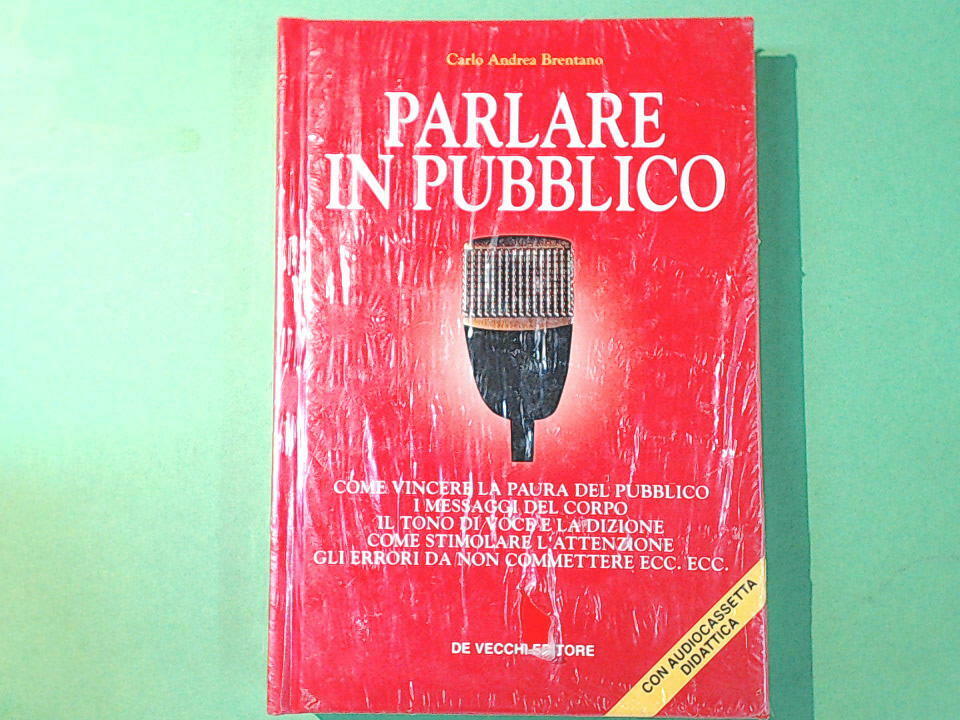 Carlo Andrea Brentano
PARLARE
IN PUBBLICO
COME VINCERE LA PAURA DEL PUBBLICO
I MESSAGGI DEL CORPO
IL TONO DI VOCE E LA DIZIONE
COME STIMOLARE L'ATTENZIONE
GLI ERRORI DA NON COMMETTERE ECC. ECC.
DE VECCHI EDITORE
CON AUDIOCASSETTA
DIDATTICA